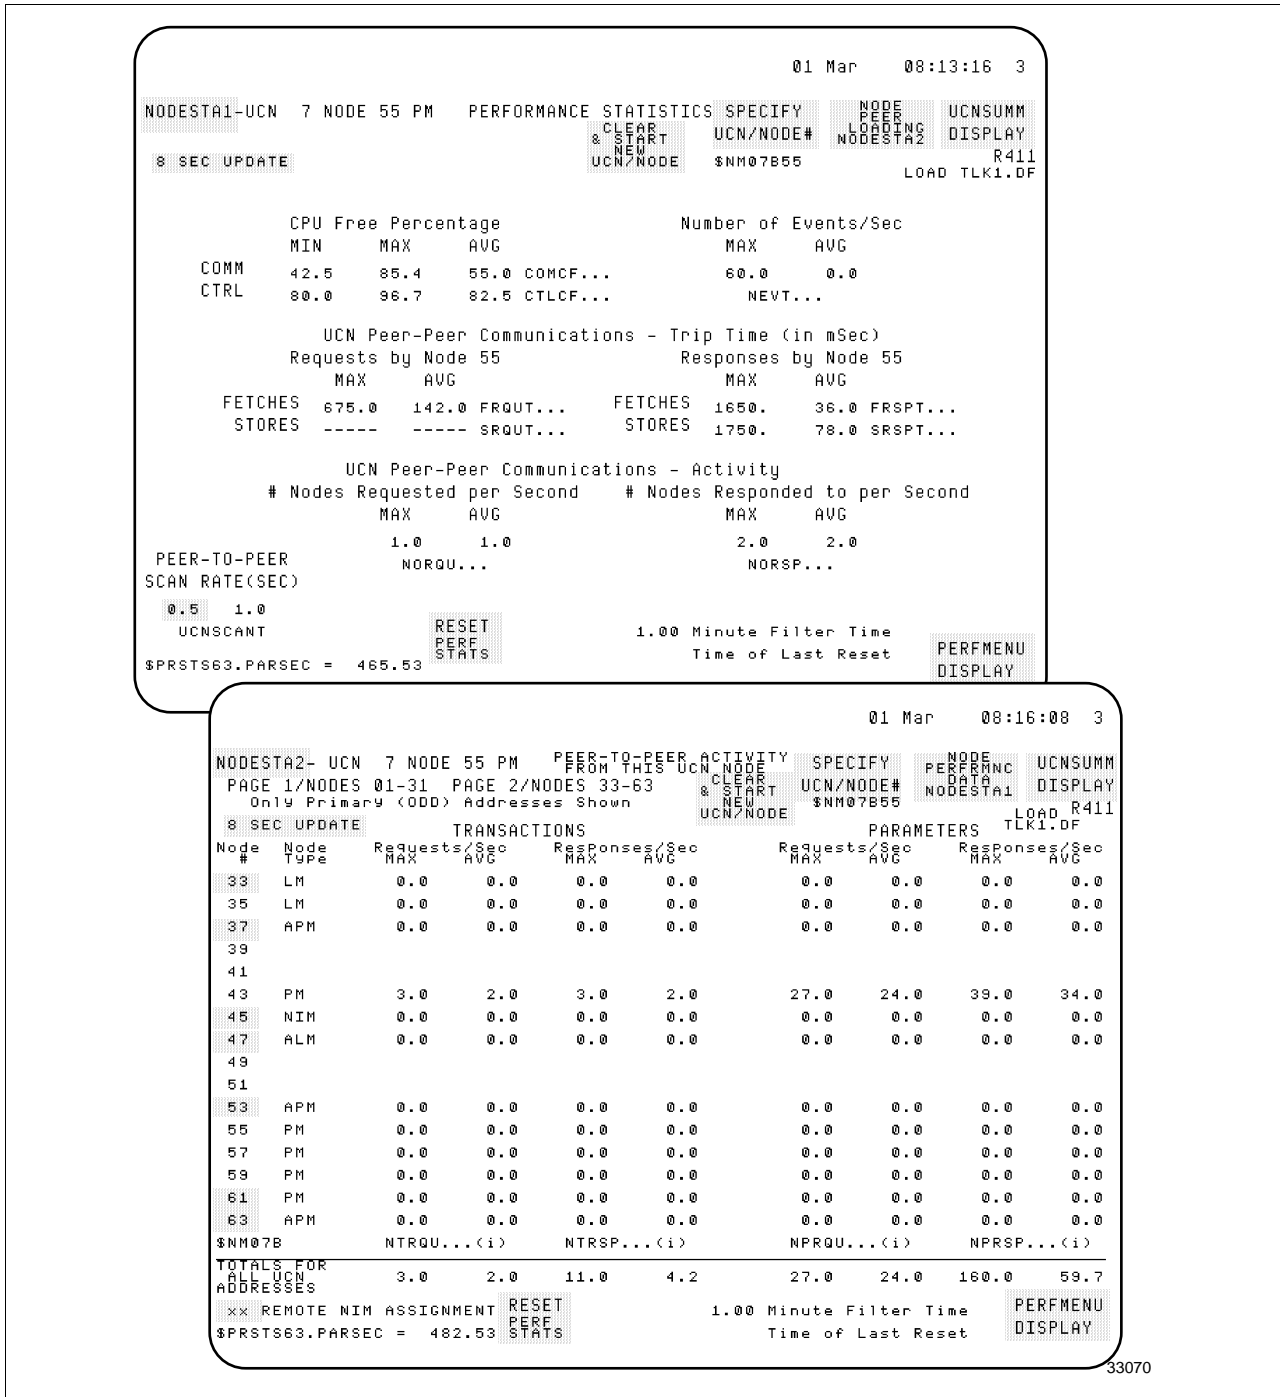 01 Mar 08:13:16 3
NODESTA1-UCN 7 NODE 55 PM PERFORMANCE STATISTICS
SPECIFY
UCN/NODE#
NODE
PEER
LOADING
NODESTA2
UCNSUMM
DISPLAY
CLEAR
& START
NEW
UCN/NODE
8 SEC UPDATE
$NM07B55
R411
LOAD TLK1.DF
CPU Free Percentage Number of Events/Sec
MIN MAX AVG MAX AVG
COMM 42.5 85.4 55.0 COMCF... 60.0 0.0
CTRL 80.0 96.7 82.5 CTLCF... NEVT...
UCN Peer-Peer Communications - Trip Time (in mSec)
Requests by Node 55 Responses by Node 55
MAX AVG MAX AVG
FETCHES 675.0 142.0 FRQUT... FETCHES 1650. 36.0 FRSPT...
STORES ----- ----- SRQUT... STORES 1750. 78.0 SRSPT...
UCN Peer-Peer Communications - Activity
# Nodes Requested per Second # Nodes Responded to per Second
MAX AVG MAX AVG
1.0 1.0 2.0 2.0
NORQU... NORSP...
PEER-TO-PEER
SCAN RATE(SEC)
0.5 1.0
UCNSCANT
RESET
PERF
STATS
1.00 Minute Filter Time
Time of Last Reset
PERFMENU
DISPLAY
$PRSTS63.PARSEC = 465.53
01 Mar 08:16:08 3
NODESTA2- UCN 7 NODE 55 PM
PEER-TO-PEER ACTIVITY
FROM THIS UCN NODE
SPECIFY
UCN/NODE#
NODE
PERFRMNC
DATA
NODESTA1
UCNSUMM
DISPLAY
PAGE 1/NODES 01-31 PAGE 2/NODES 33-63
CLEAR
& START
NEW
UCN/NODE
Only Primary (ODD) Addresses Shown
$NM07B55
LOAD R411
TLK1.DF
8 SEC UPDATE
TRANSACTIONS PARAMETERS
Node Node Requests/Sec Responses/Sec Requests/Sec Responses/Sec
# Type MAX AVG MAX AVG MAX AVG MAX AVG
33 LM 0.0 0.0 0.0 0.0 0.0 0.0 0.0 0.0
35 LM 0.0 0.0 0.0 0.0 0.0 0.0 0.0 0.0
37 APM 0.0 0.0 0.0 0.0 0.0 0.0 0.0 0.0
39
41
43 PM 3.0 2.0 3.0 2.0 27.0 24.0 39.0 34.0
45 NIM 0.0 0.0 0.0 0.0 0.0 0.0 0.0 0.0
47 ALM 0.0 0.0 0.0 0.0 0.0 0.0 0.0 0.0
49
51
53 APM 0.0 0.0 0.0 0.0 0.0 0.0 0.0 0.0
55 PM 0.0 0.0 0.0 0.0 0.0 0.0 0.0 0.0
57 PM 0.0 0.0 0.0 0.0 0.0 0.0 0.0 0.0
59 PM 0.0 0.0 0.0 0.0 0.0 0.0 0.0 0.0
61 PM 0.0 0.0 0.0 0.0 0.0 0.0 0.0 0.0
63 APM 0.0 0.0 0.0 0.0 0.0 0.0 0.0 0.0
$NM07B NTRQU...(i) NTRSP...(i) NPRQU...(i) NPRSP...(i)
TOTALS FOR
ALL UCN 3.0 2.0 11.0 4.2 27.0 24.0 160.0 59.7
ADDRESSES
xx REMOTE NIM ASSIGNMENT
RESET
PERF
STATS
1.00 Minute Filter Time
Time of Last Reset
PERFMENU
DISPLAY
$PRSTS63.PARSEC = 482.53
33070